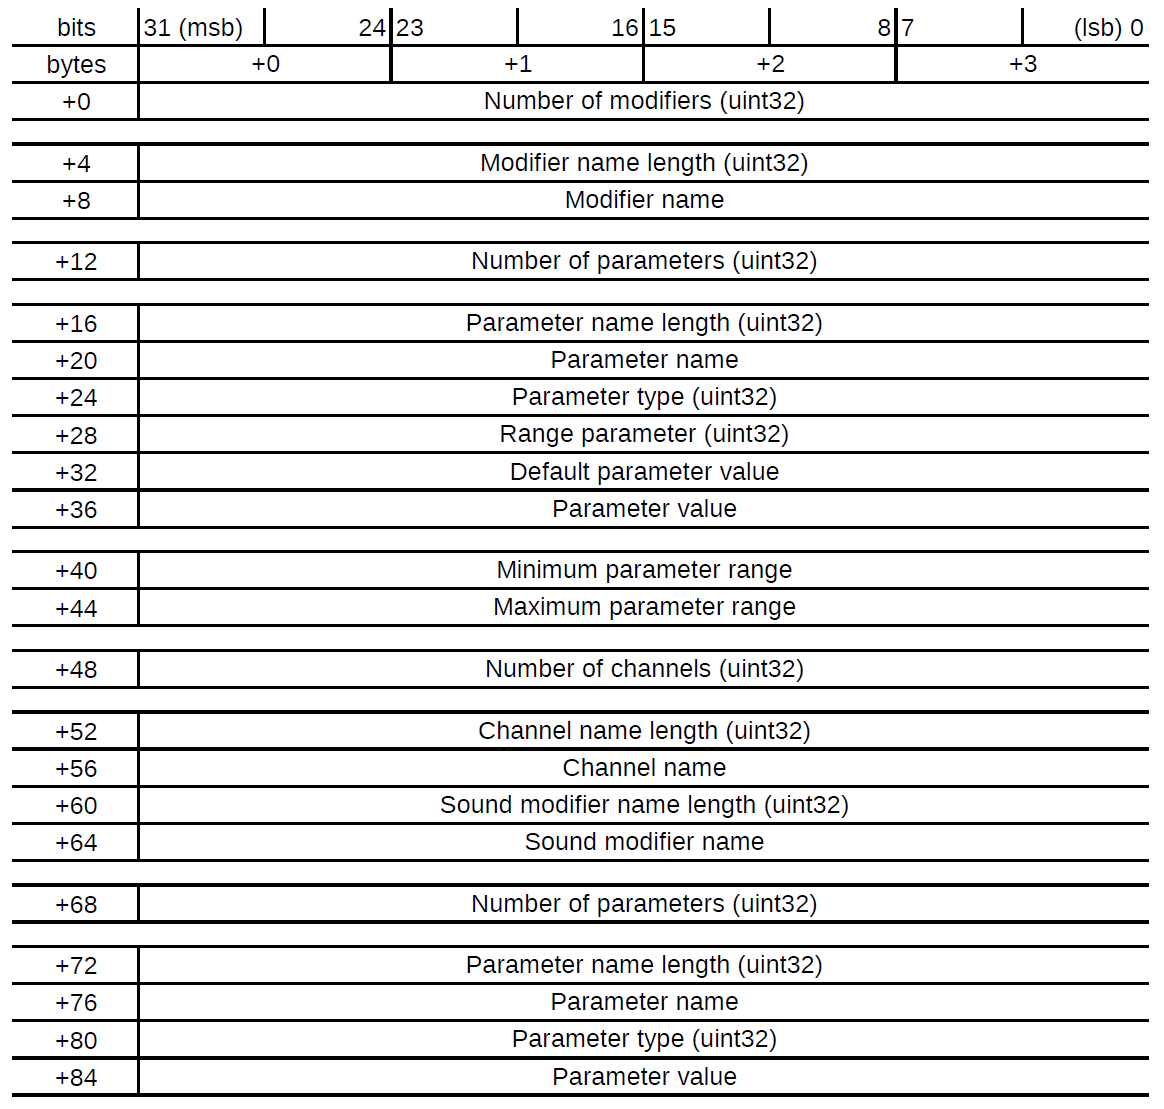 bits 31 (msb) 24 23 16 15 8 7 (lsb) 0
bytes +0 +1 +2 +3
+0 Number of modifiers (uint32)
+4 Modifier name length (uint32)
+8 Modifier name
+12 Number of parameters (uint32)
+16 Parameter name length (uint32)
+20 Parameter name
+24 Parameter type (uint32)
+28 Range parameter (uint32)
+32 Default parameter value
+36 Parameter value
+40 Minimum parameter range
+44 Maximum parameter range
+48 Number of channels (uint32)
+52 Channel name length (uint32)
+56 Channel name
+60 Sound modifier name length (uint32)
+64 Sound modifier name
+68 Number of parameters (uint32)
+72 Parameter name length (uint32)
+76 Parameter name
+80 Parameter type (uint32)
+84 Parameter value